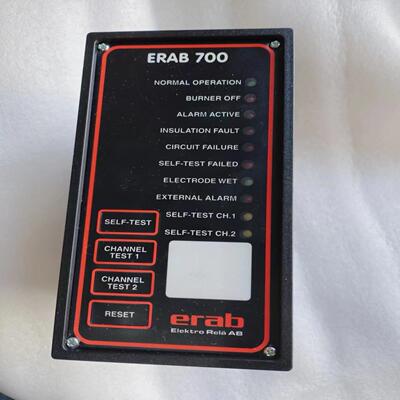 ERAB 700
NORMAL OPERATION
BURNER OFF
ALARM ACTIVE
INSULATION FAULT
CIRCUIT FAILURE
SELF-TEST FAILED
ELECTRODE WET
EXTERNAL ALARM
SELF-TEST CH.1
SELF-TEST CH.2
SELF-TEST
CHANNEL
TEST 1
CHANNEL
TEST 2
RESET
erab
Elektro Relä AB